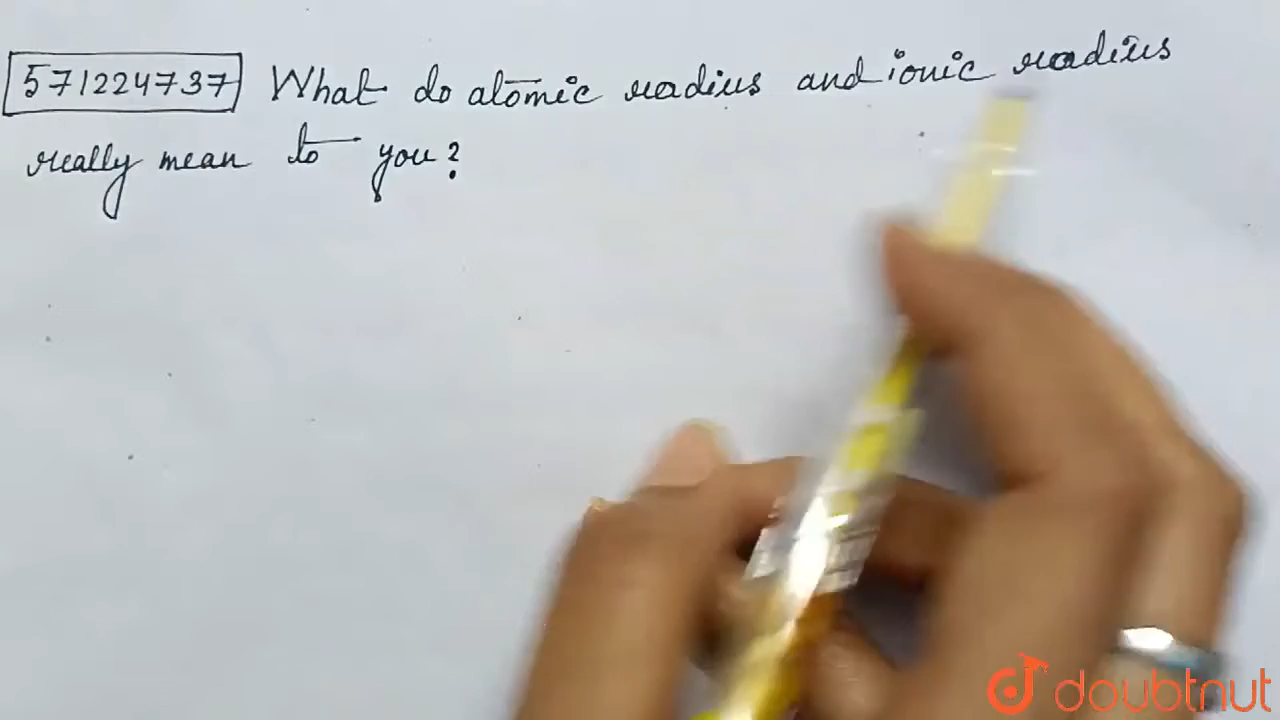 571224737 What do atomic radius and ionic radius
really mean to you?
doubtnut